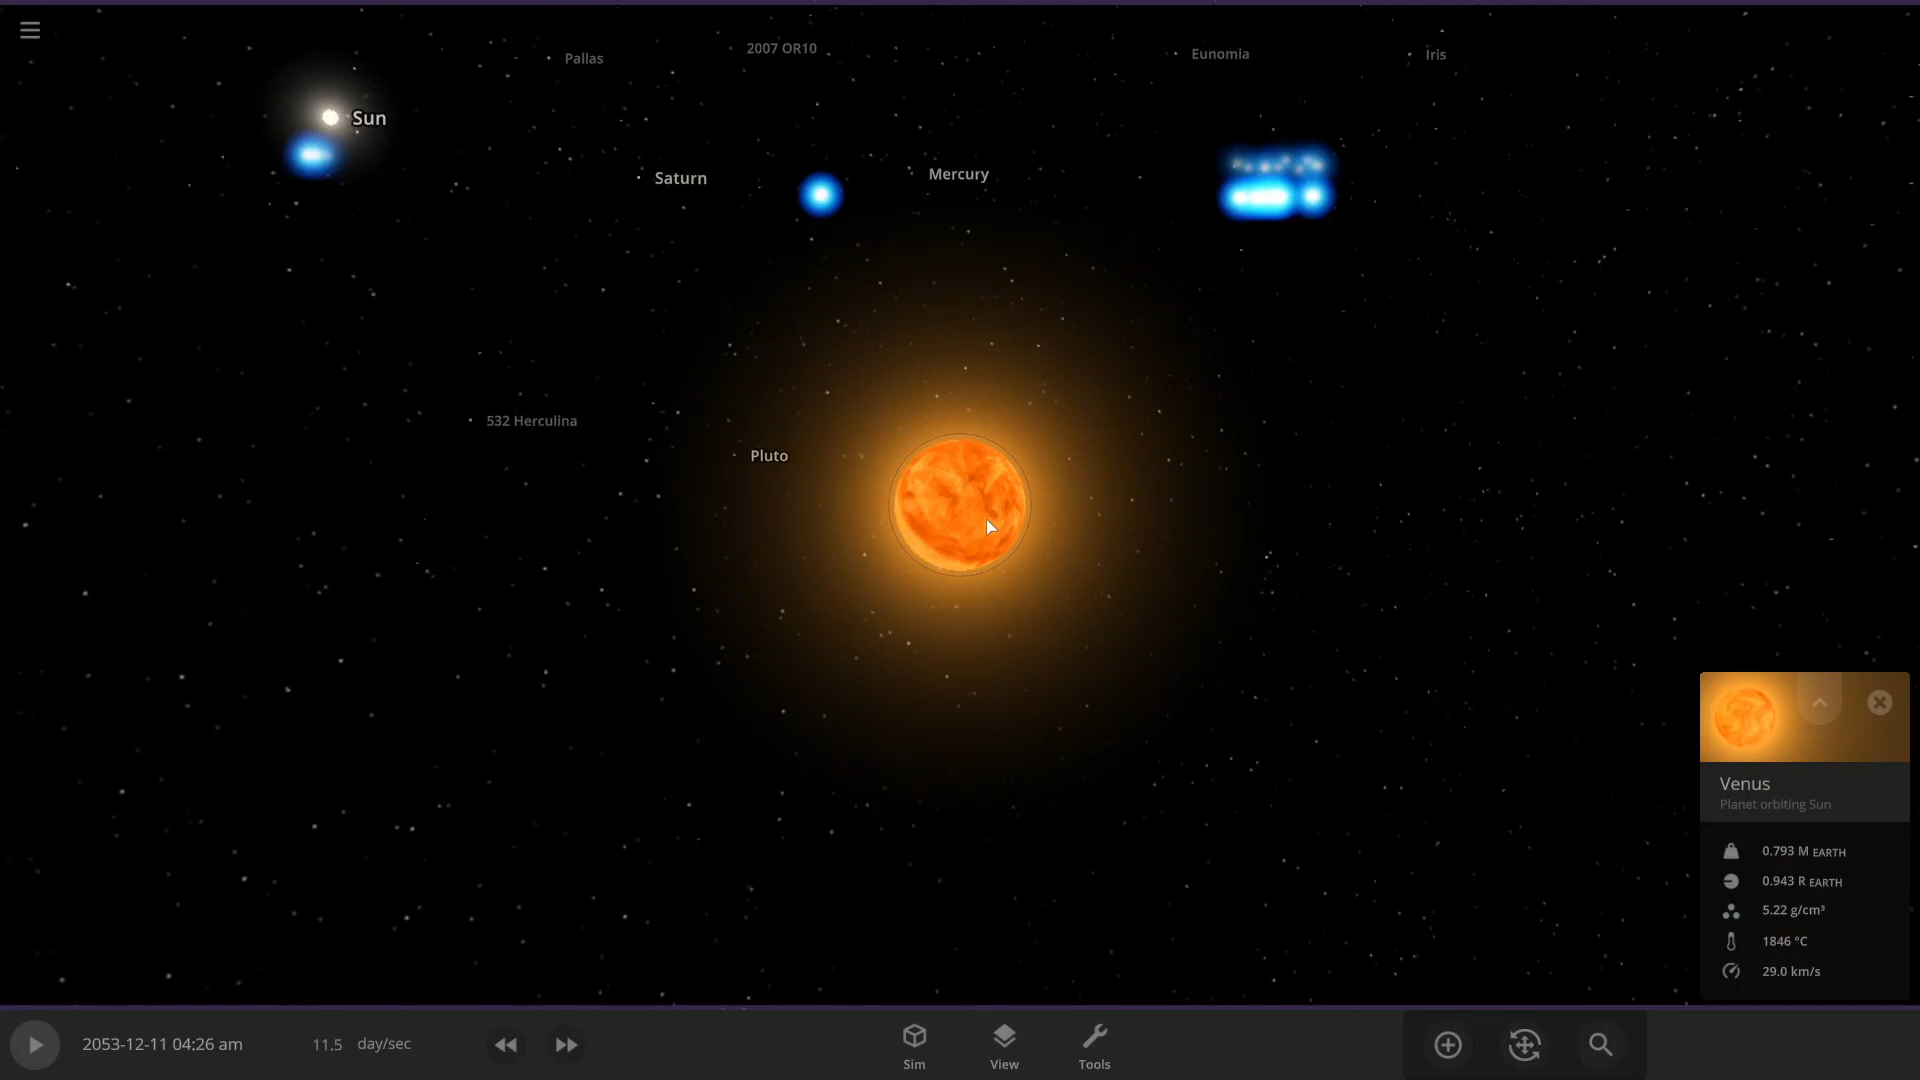 Pallas
2007 OR10
Eunomia
Iris
Sun
Saturn
Mercury
532 Herculina
Pluto
Venus
Planet orbiting Sun
0.793 M EARTH
0.943 R EARTH
5.22 g/cm³
1846 °C
29.0 km/s
2053-12-11 04:26 am
11.5 day/sec
Sim
View
Tools